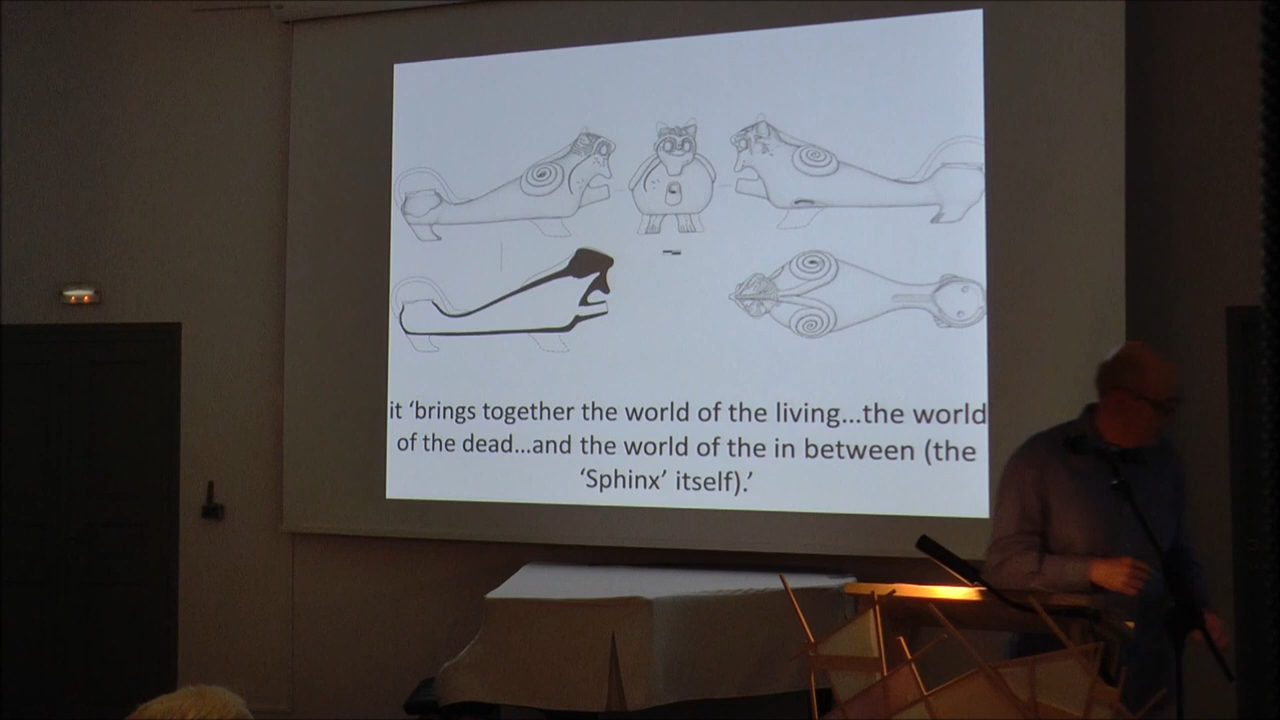 it ‘brings together the world of the living...the world
of the dead...and the world of the in between (the
‘Sphinx’ itself).’